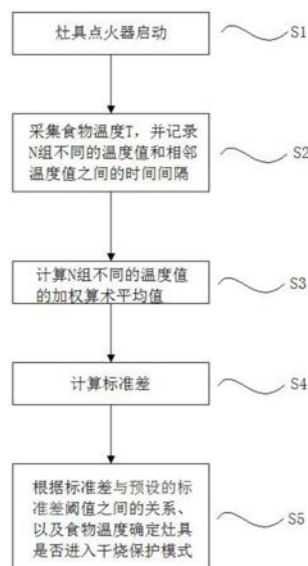 灶具点火器启动
S1
采集食物温度T，并记录
N组不同的温度值和相邻
温度值之间的时间间隔
S2
计算N组不同的温度值
的加权算术平均值
S3
计算标准差
S4
根据标准差与预设的标
准差阈值之间的关系、
以及食物温度确定灶具
是否进入干烧保护模式
S5